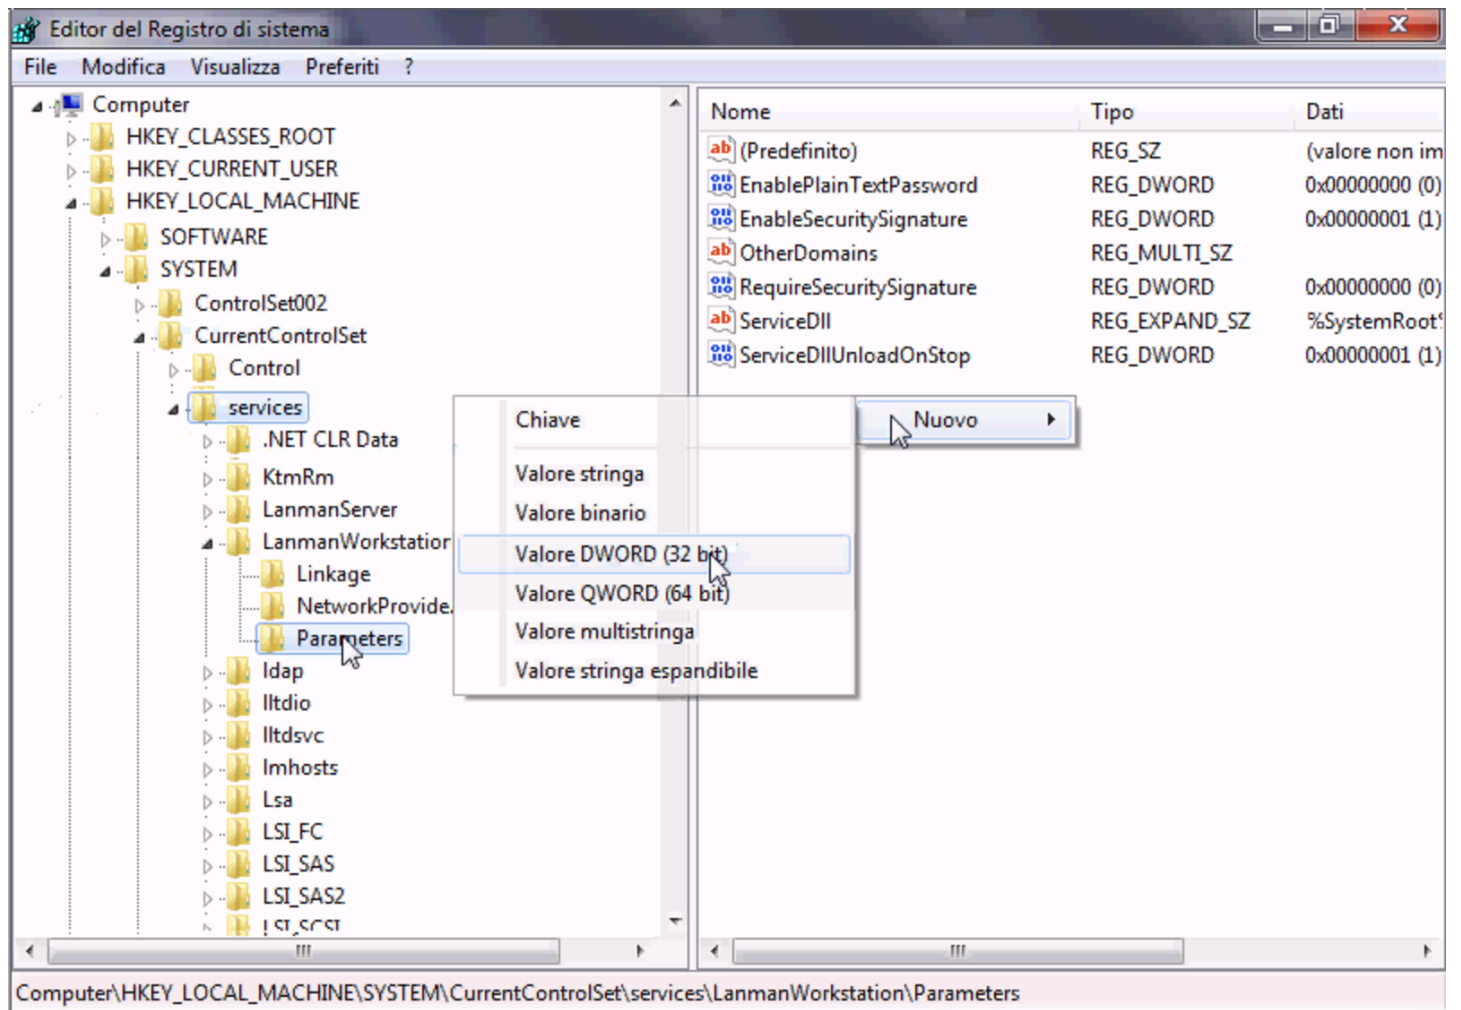 Editor del Registro di sistema
File Modifica Visualizza Preferiti ?
Computer
HKEY_CLASSES_ROOT
HKEY_CURRENT_USER
HKEY_LOCAL_MACHINE
SOFTWARE
SYSTEM
ControlSet002
CurrentControlSet
Control
services
.NET CLR Data
KtmRm
LanmanServer
LanmanWorkstation
Linkage
NetworkProvide
Parameters
ldap
lltdio
lltdsvc
lmhosts
Lsa
LSI_FC
LSI_SAS
LSI_SAS2
LSI_SCSI
Nome Tipo Dati
(Predefinito) REG_SZ (valore non im
EnablePlainTextPassword REG_DWORD 0x00000000 (0)
EnableSecuritySignature REG_DWORD 0x00000001 (1)
OtherDomains REG_MULTI_SZ
RequireSecuritySignature REG_DWORD 0x00000000 (0)
ServiceDll REG_EXPAND_SZ %SystemRoot%
ServiceDllUnloadOnStop REG_DWORD 0x00000001 (1)
Nuovo
Chiave
Valore stringa
Valore binario
Valore DWORD (32 bit)
Valore QWORD (64 bit)
Valore multistringa
Valore stringa espandibile
Computer\HKEY_LOCAL_MACHINE\SYSTEM\CurrentControlSet\services\LanmanWorkstation\Parameters